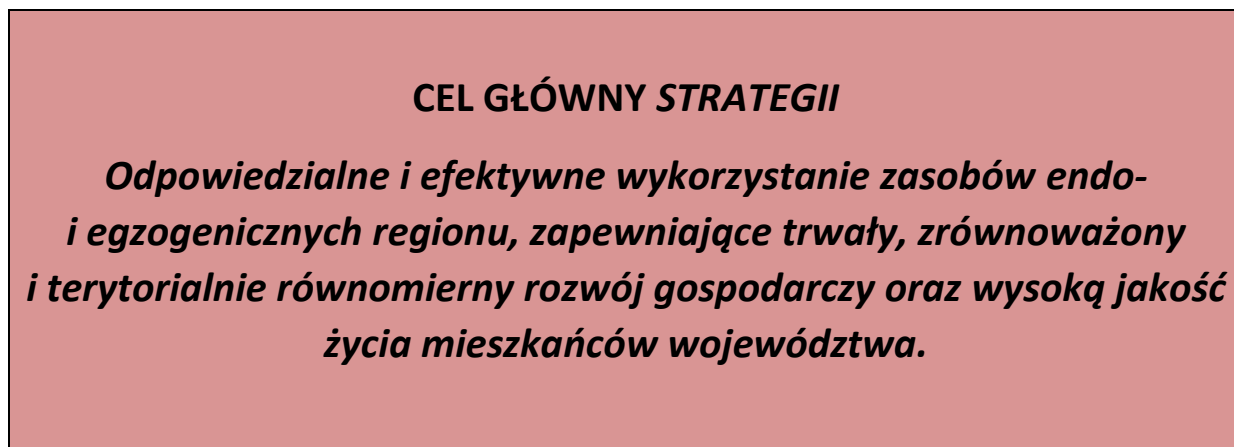 CEL GŁÓWNY STRATEGII
Odpowiedzialne i efektywne wykorzystanie zasobów endo-
i egzogenicznych regionu, zapewniające trwały, zrównoważony
i terytorialnie równomierny rozwój gospodarczy oraz wysoką jakość
życia mieszkańców województwa.